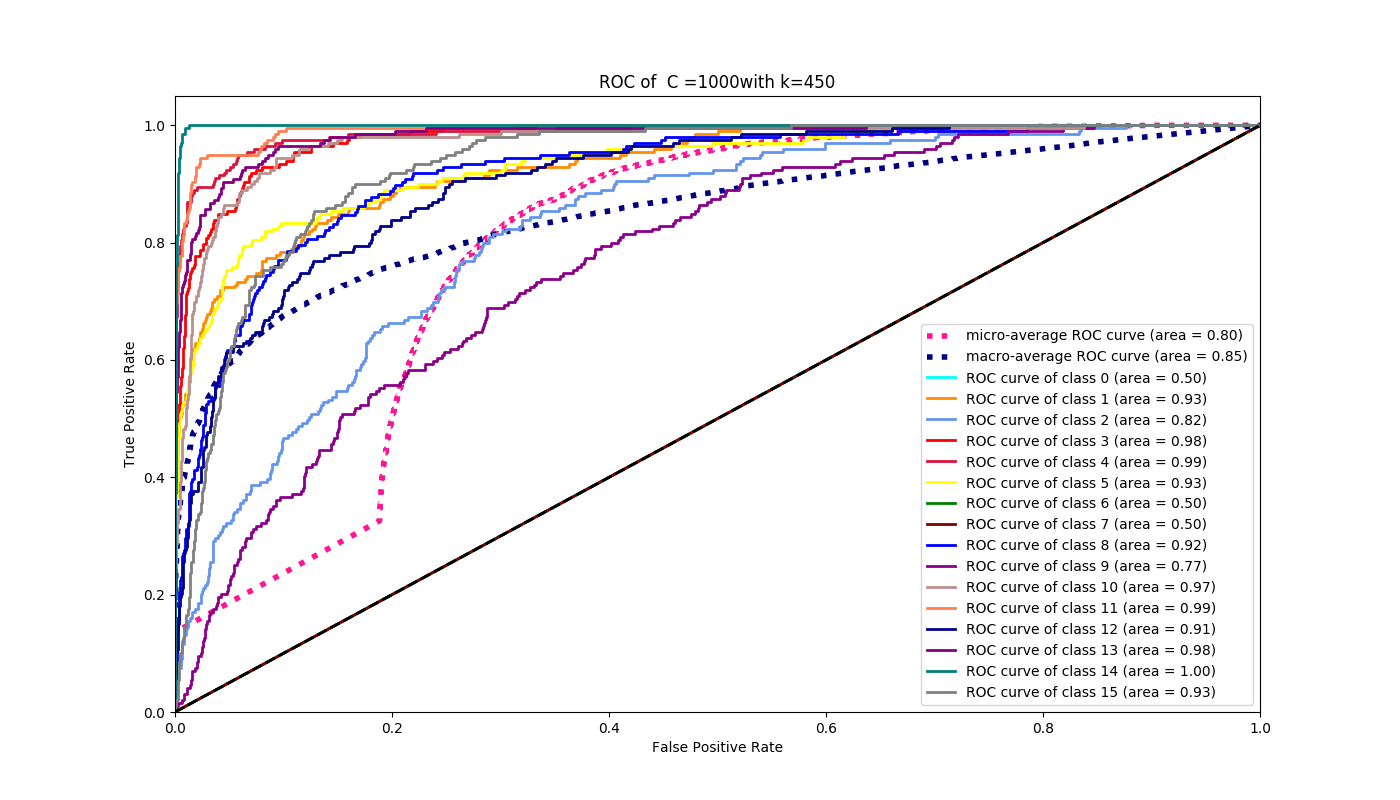 ROC of  C =1000with k=450
1.0
0.8
0.6
0.4
0.2
0.0
True Positive Rate
micro-average ROC curve (area = 0.80)
macro-average ROC curve (area = 0.85)
ROC curve of class 0 (area = 0.50)
ROC curve of class 1 (area = 0.93)
ROC curve of class 2 (area = 0.82)
ROC curve of class 3 (area = 0.98)
ROC curve of class 4 (area = 0.99)
ROC curve of class 5 (area = 0.93)
ROC curve of class 6 (area = 0.50)
ROC curve of class 7 (area = 0.50)
ROC curve of class 8 (area = 0.92)
ROC curve of class 9 (area = 0.77)
ROC curve of class 10 (area = 0.97)
ROC curve of class 11 (area = 0.99)
ROC curve of class 12 (area = 0.91)
ROC curve of class 13 (area = 0.98)
ROC curve of class 14 (area = 1.00)
ROC curve of class 15 (area = 0.93)
0.0 0.2 0.4 0.6 0.8 1.0
False Positive Rate